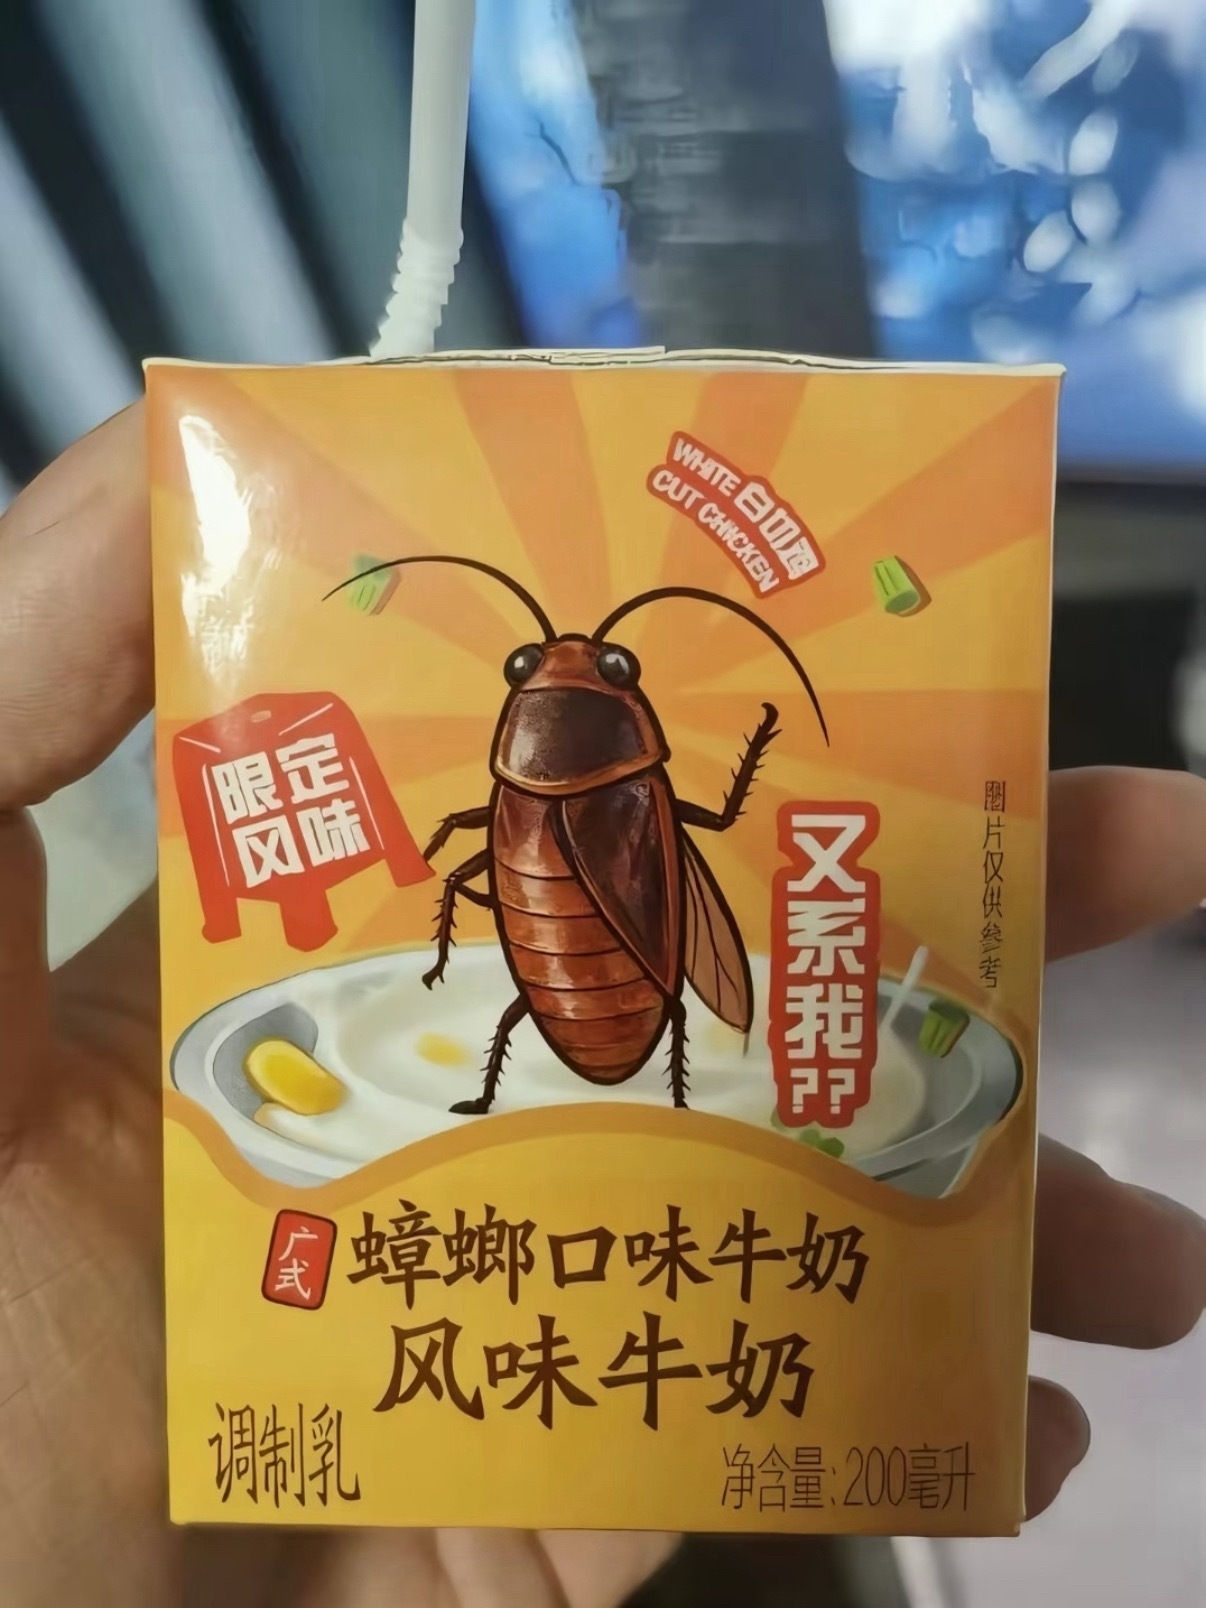 WHITE 白切鸡
CUT CHICKEN
限定
风味
又系我??
图片仅供参考
广式
蟑螂口味牛奶
风味牛奶
调制乳
净含量:200毫升